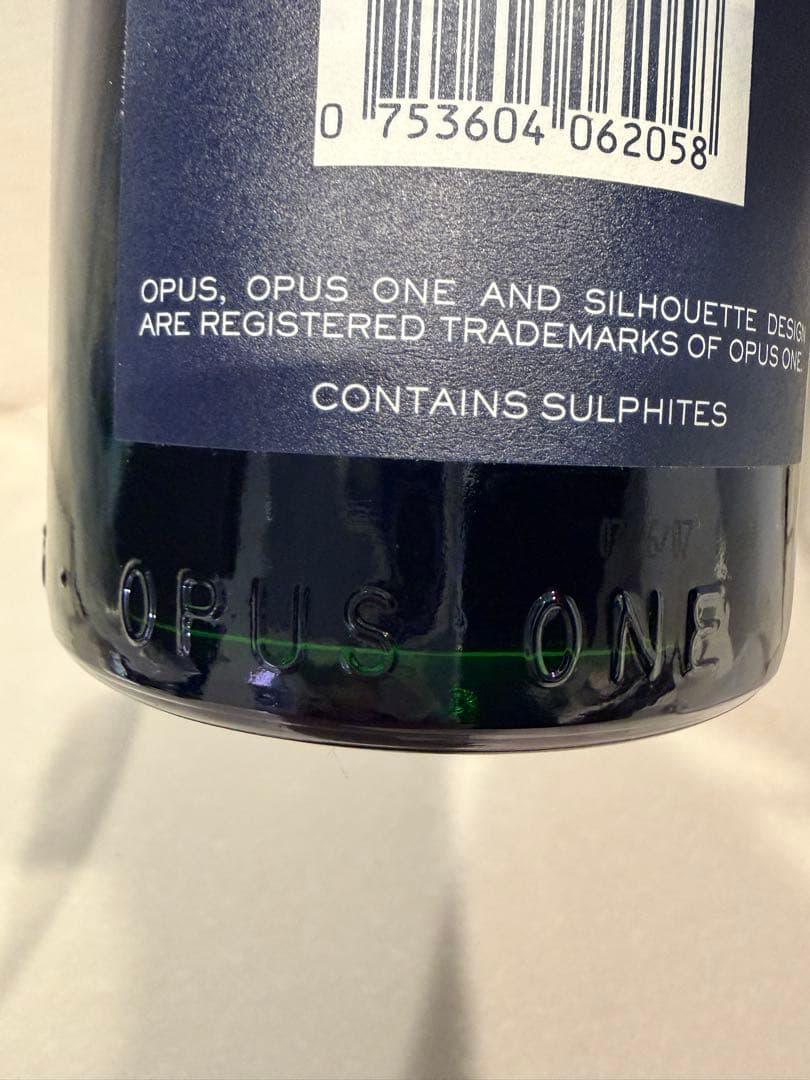 0 753604 062058
OPUS, OPUS ONE AND SILHOUETTE DESIGN
ARE REGISTERED TRADEMARKS OF OPUS ONE.
CONTAINS SULPHITES
OPUS ONE